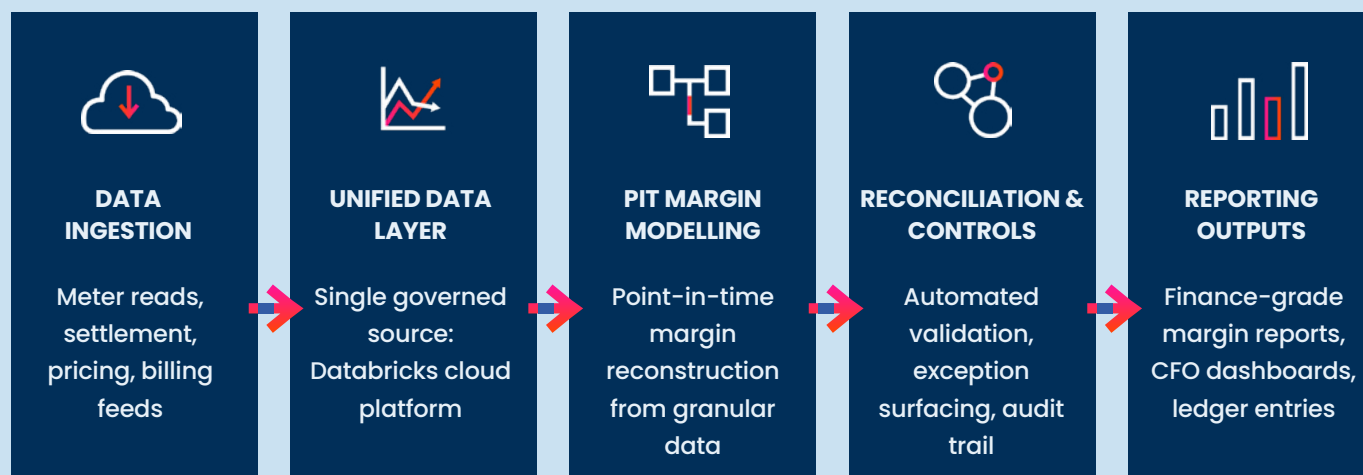 DATA
INGESTION
Meter reads,
settlement,
pricing, billing
feeds
UNIFIED DATA
LAYER
Single governed
source:
Databricks cloud
platform
PIT MARGIN
MODELLING
Point-in-time
margin
reconstruction
from granular
data
RECONCILIATION &
CONTROLS
Automated
validation,
exception
surfacing, audit
trail
REPORTING
OUTPUTS
Finance-grade
margin reports,
CFO dashboards,
ledger entries